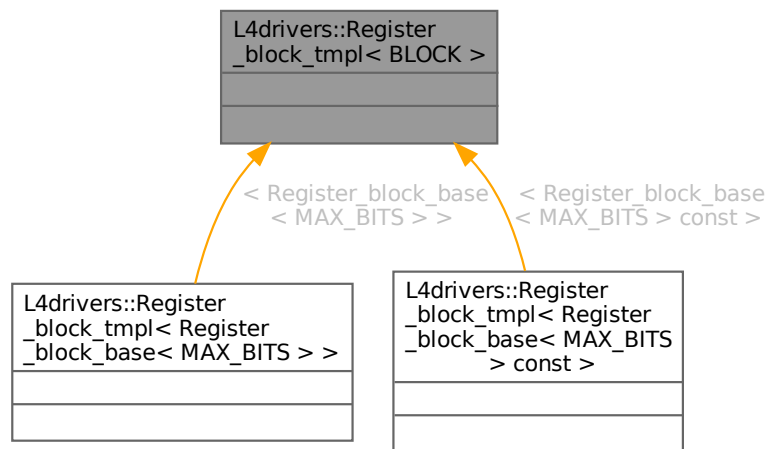 L4drivers::Register
_block_tmpl< BLOCK >
< Register_block_base
< MAX_BITS > >
< Register_block_base
< MAX_BITS > const >
L4drivers::Register
_block_tmpl< Register
_block_base< MAX_BITS > >
L4drivers::Register
_block_tmpl< Register
_block_base< MAX_BITS
> const >